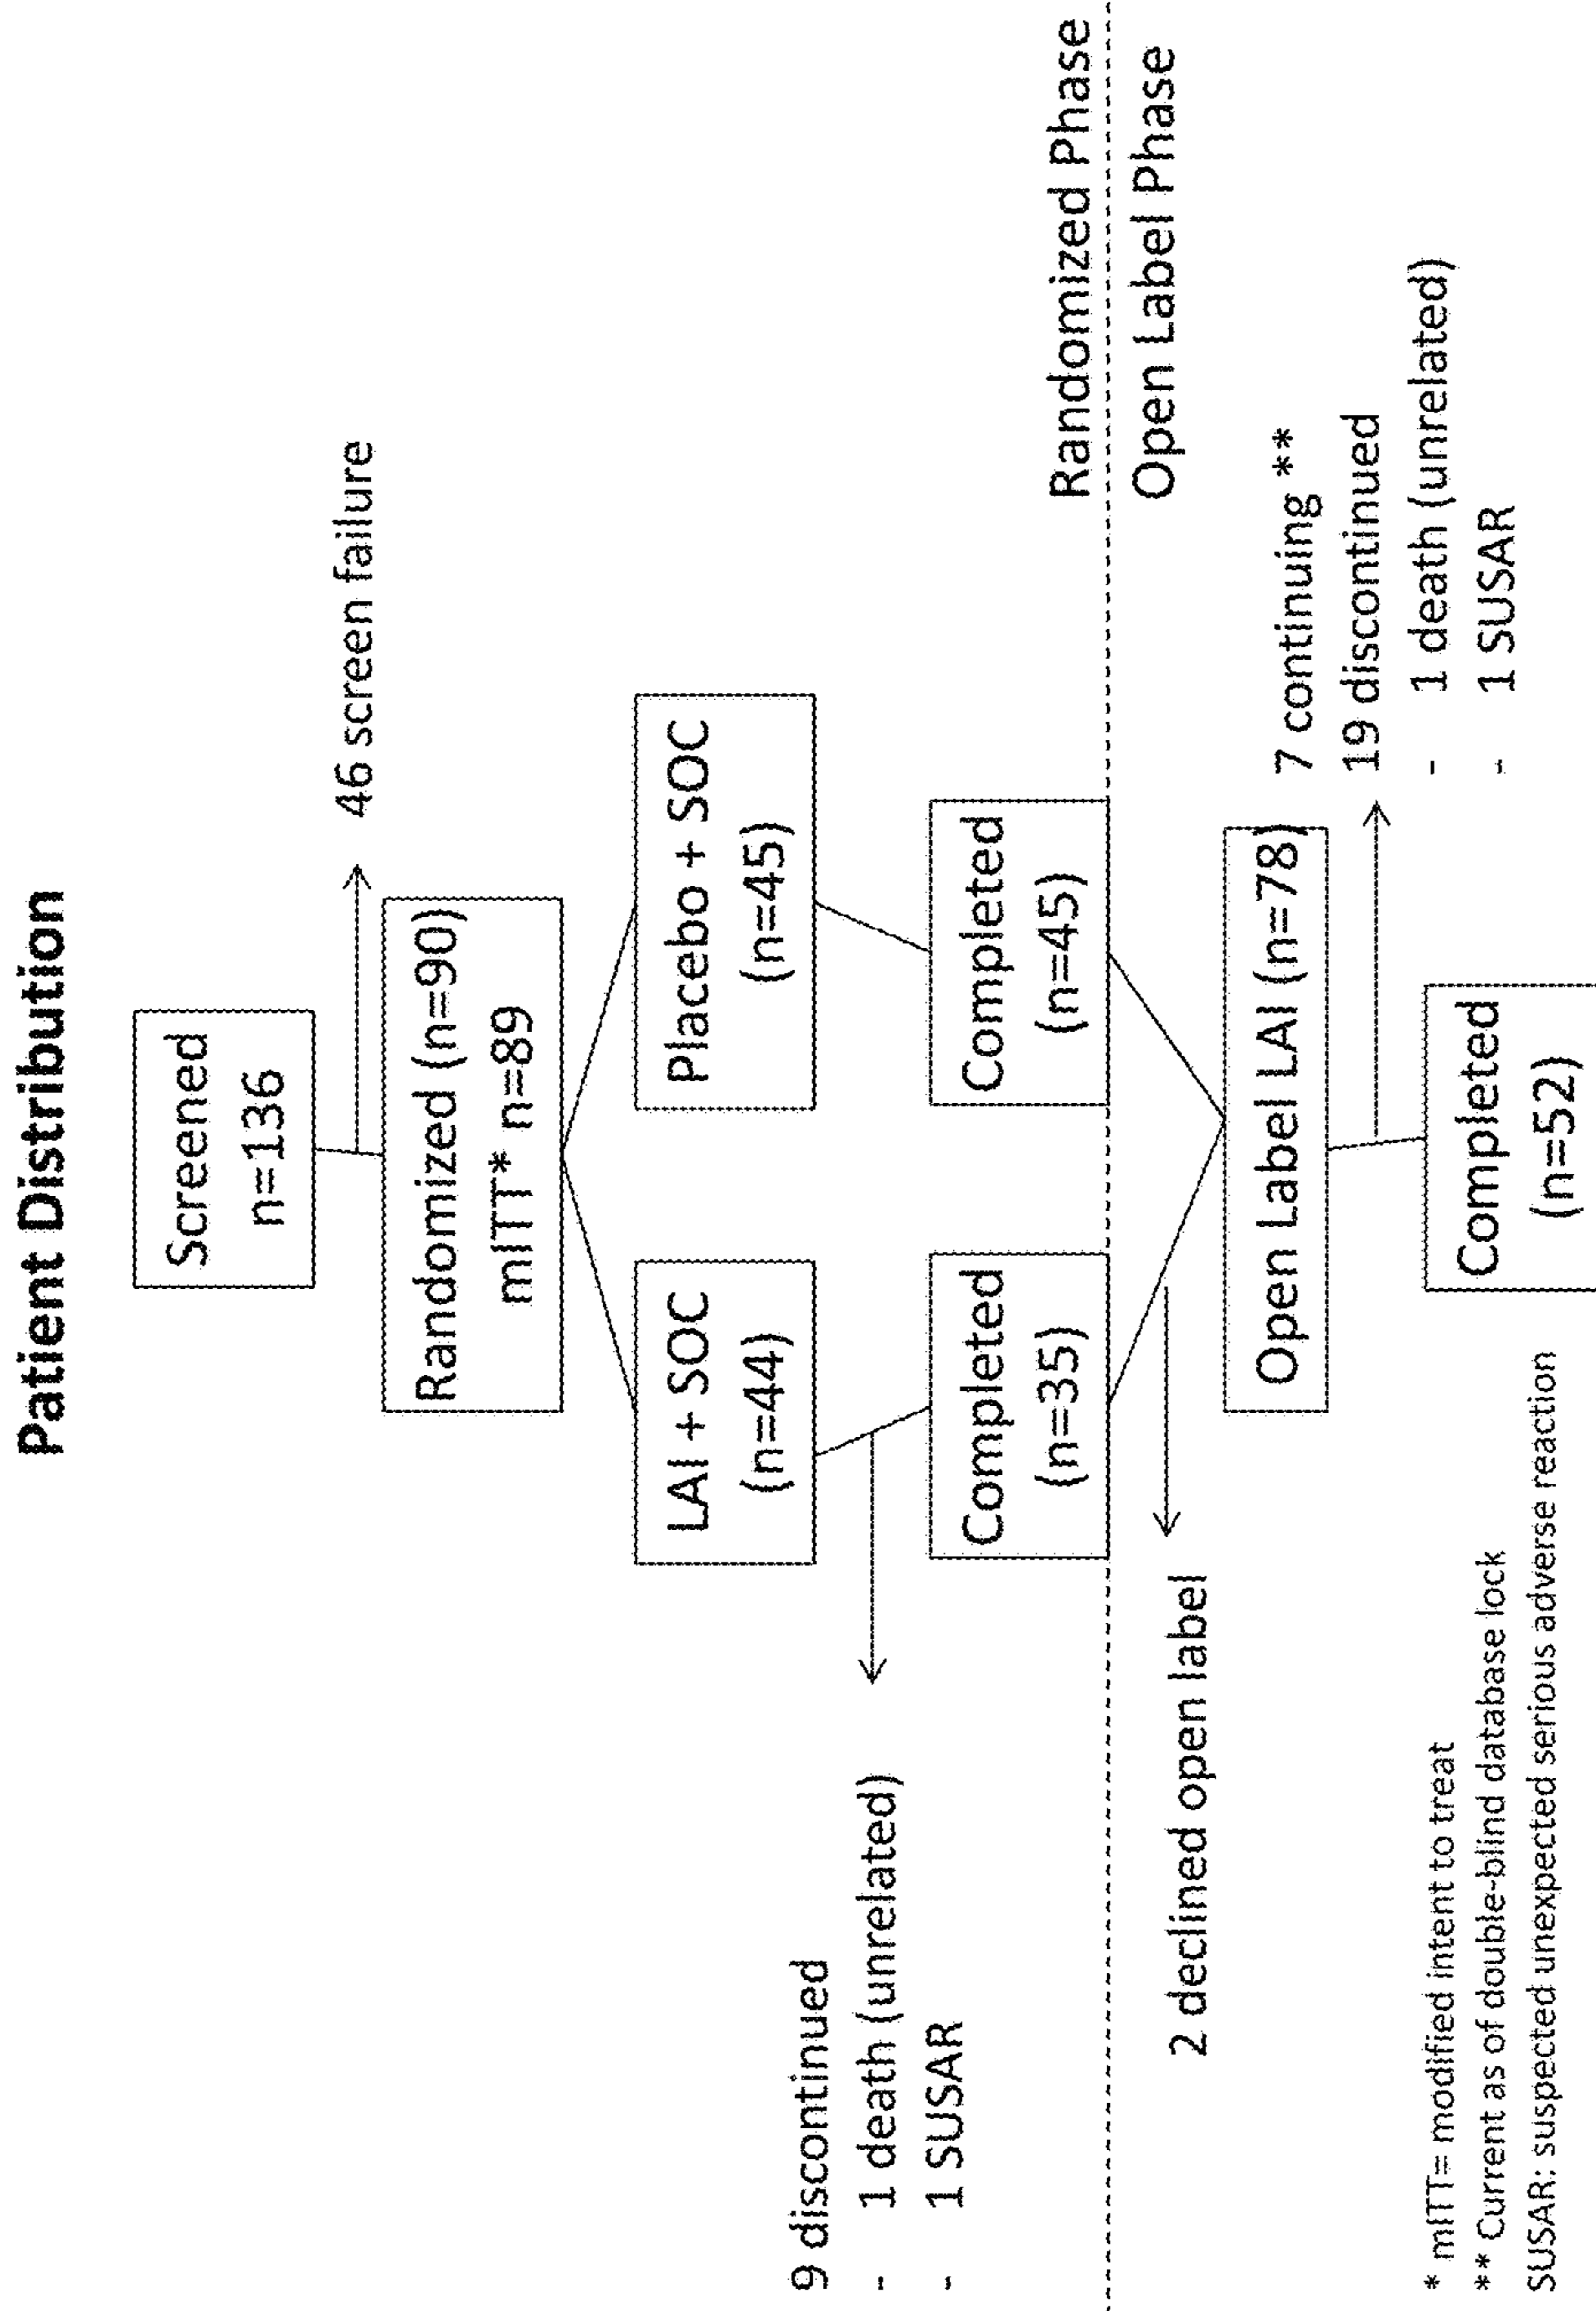 Patient Distribution
Screened
n=136
46 screen failure
Randomized (n=90)
mITT* n=89
LAI + SOC
(n=44)
Placebo + SOC
(n=45)
9 discontinued
- 1 death (unrelated)
- 1 SUSAR
Completed
(n=35)
Completed
(n=45)
Randomized Phase
Open Label Phase
2 declined open label
Open Label LAI (n=78)
7 continuing **
19 discontinued
- 1 death (unrelated)
- 1 SUSAR
Completed
(n=52)
* mITT= modified intent to treat
** Current as of double-blind database lock
SUSAR: suspected unexpected serious adverse reaction